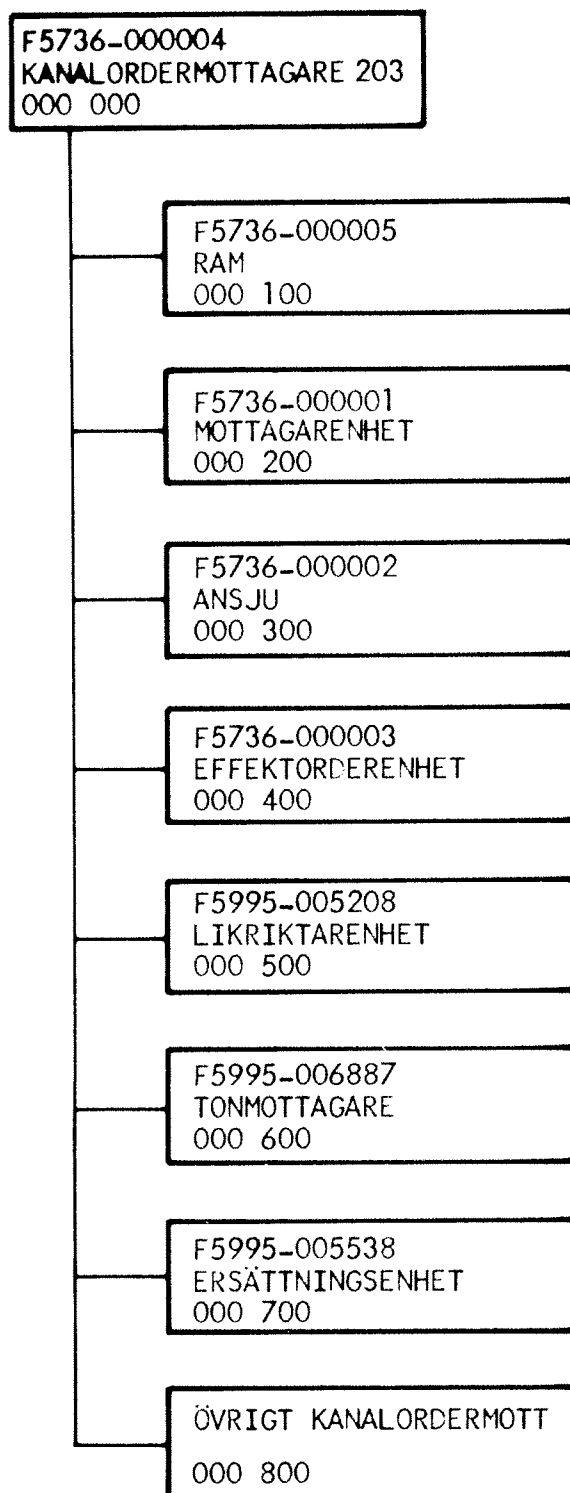 F5736-000004
KANALORDERMOTTAGARE 203
000 000
F5736-000005
RAM
000 100
F5736-000001
MOTTAGARENHET
000 200
F5736-000002
ANSJU
000 300
F5736-000003
EFFEKTORDERENHET
000 400
F5995-005208
LIKRIKTARENHET
000 500
F5995-006887
TONMOTTAGARE
000 600
F5995-005538
ERSÄTTNINGSENHET
000 700
ÖVRIGT KANALORDERMOTT
000 800